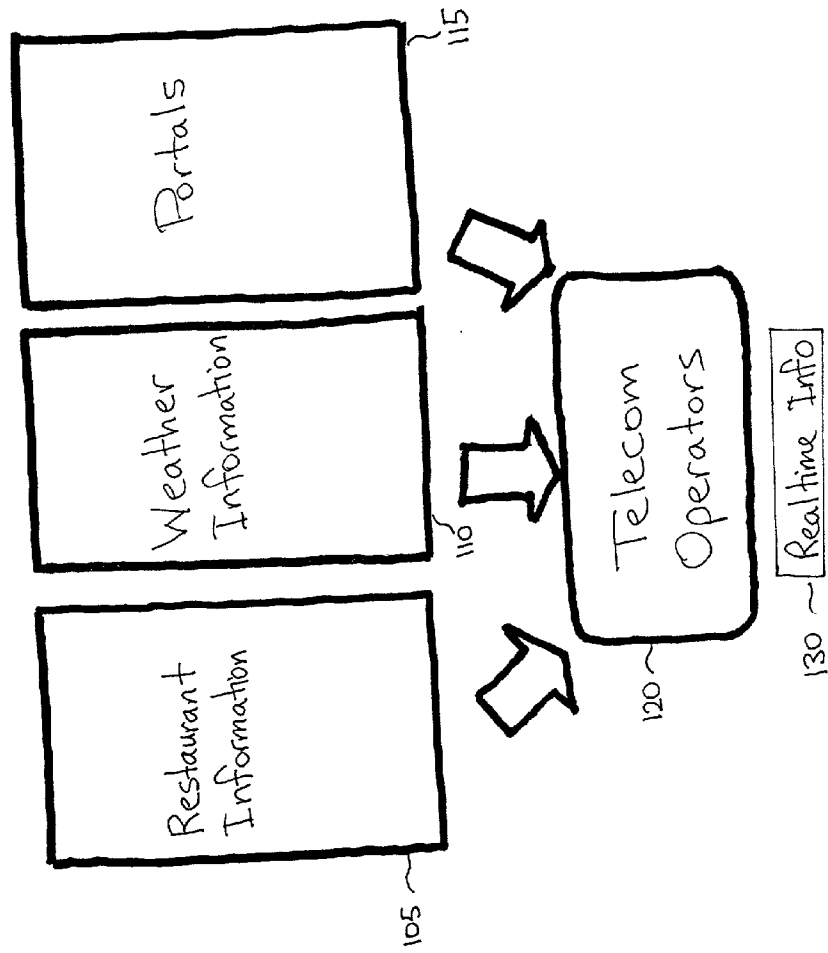 Restaurant
Information
105
Weather
Information
110
Portals
115
Telecom
Operators
120
130
Realtime Info